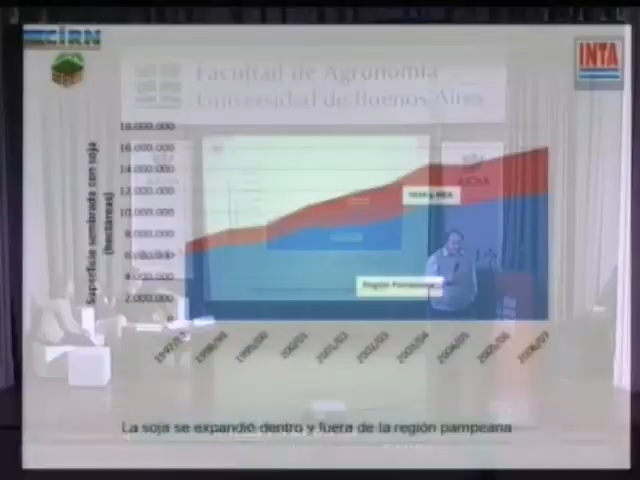 CIRN
INTA
Facultad de Agronomía
Universidad de Buenos Aires
Superficie sembrada con soja
(hectáreas)
18.000.000
16.000.000
14.000.000
12.000.000
10.000.000
8.000.000
6.000.000
4.000.000
2.000.000
0
Región Pampeana
1997/97
1998/99
1999/00
2000/01
2001/02
2002/03
2003/04
2004/05
2005/06
2006/07
La soja se expandió dentro y fuera de la región pampeana